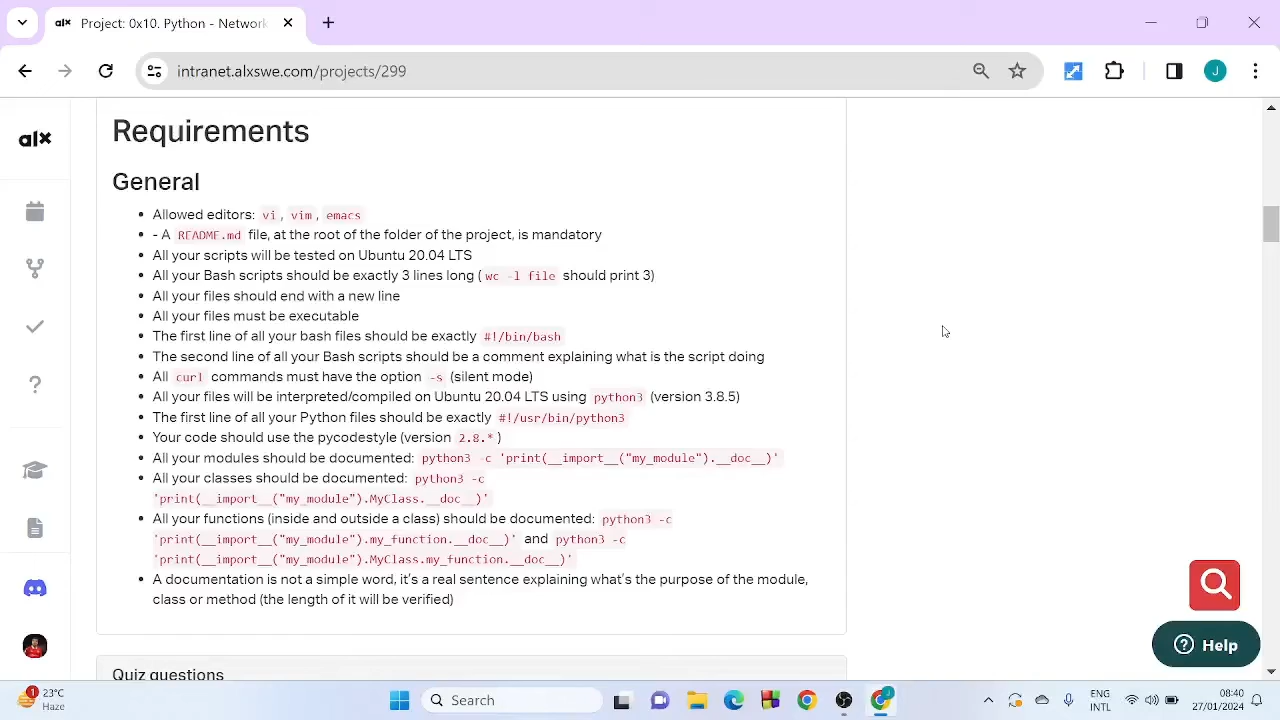 alx Project: 0x10. Python - Network
intranet.alxswe.com/projects/299
J
alx
Requirements
General
• Allowed editors: vi, vim, emacs
• - A README.md file, at the root of the folder of the project, is mandatory
• All your scripts will be tested on Ubuntu 20.04 LTS
• All your Bash scripts should be exactly 3 lines long (wc -l file should print 3)
• All your files should end with a new line
• All your files must be executable
• The first line of all your bash files should be exactly #!/bin/bash
• The second line of all your Bash scripts should be a comment explaining what is the script doing
• All curl commands must have the option -s (silent mode)
• All your files will be interpreted/compiled on Ubuntu 20.04 LTS using python3 (version 3.8.5)
• The first line of all your Python files should be exactly #!/usr/bin/python3
• Your code should use the pycodestyle (version 2.8.*)
• All your modules should be documented: python3 -c 'print(__import__("my_module").__doc__)'
• All your classes should be documented: python3 -c
'print(__import__("my_module").MyClass.__doc__)'
• All your functions (inside and outside a class) should be documented: python3 -c
'print(__import__("my_module").my_function.__doc__)' and python3 -c
'print(__import__("my_module").MyClass.my_function.__doc__)'
• A documentation is not a simple word, it's a real sentence explaining what's the purpose of the module,
class or method (the length of it will be verified)
Help
Quiz questions
1
23°C
Haze
Search
J
ENG
INTL
08:40
27/01/2024